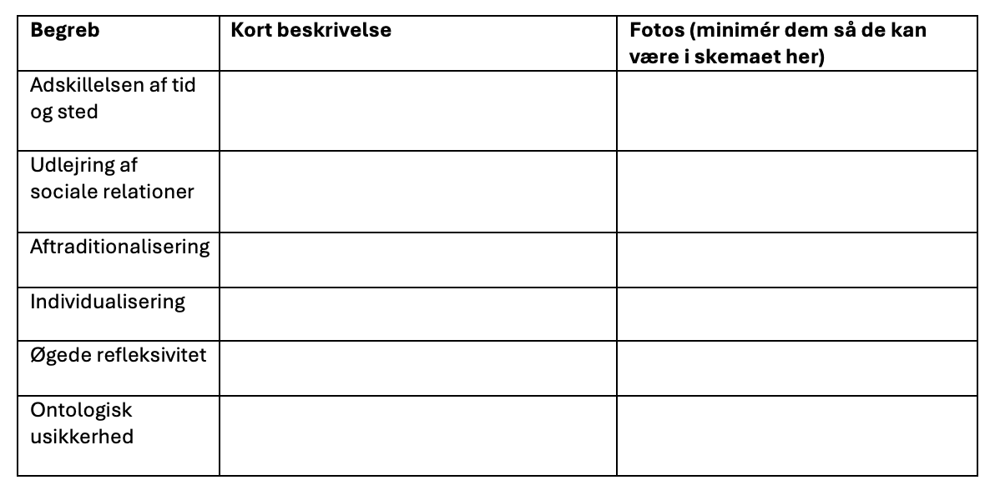 Begreb
Kort beskrivelse
Fotos (minimér dem så de kan
være i skemaet her)
Adskillelsen af tid
og sted
Udlejring af
sociale relationer
Aftraditionalisering
Individualisering
Øgede refleksivitet
Ontologisk
usikkerhed